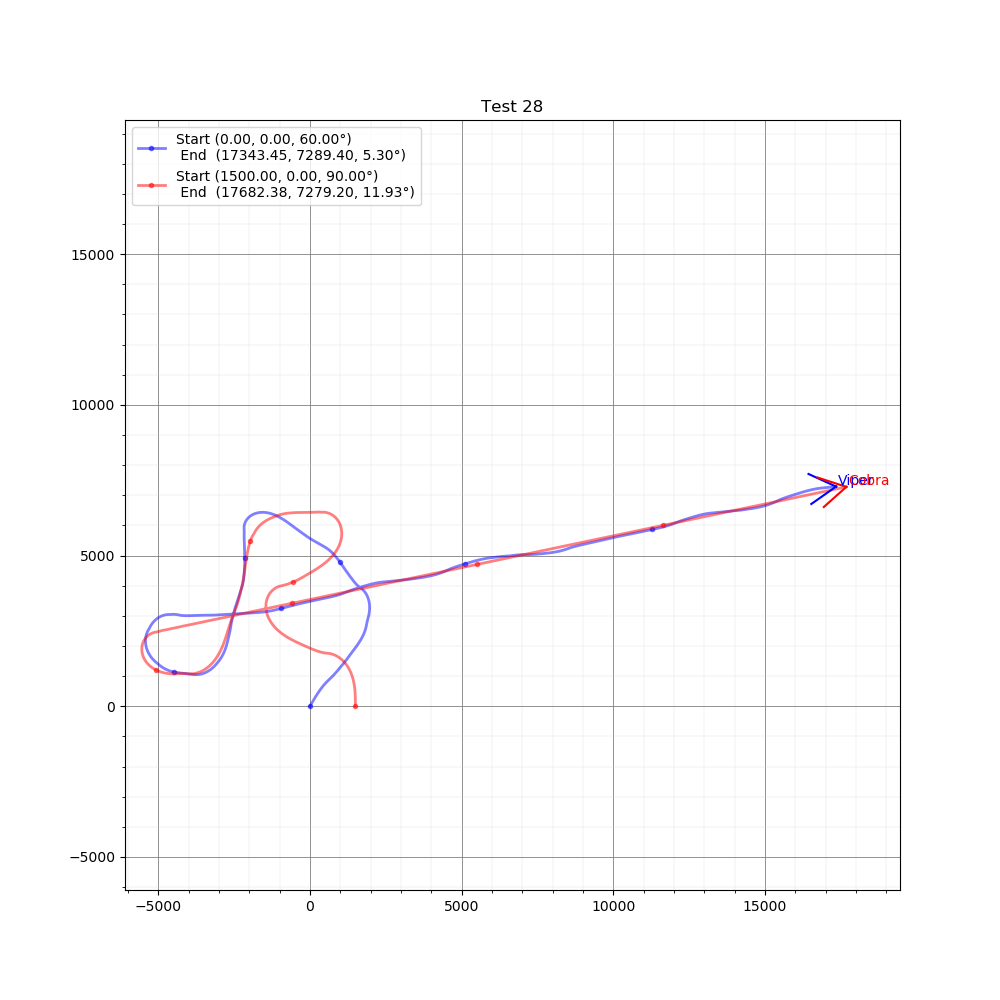 Test 28
Start (0.00, 0.00, 60.00°)
End  (17343.45, 7289.40, 5.30°)
Start (1500.00, 0.00, 90.00°)
End  (17682.38, 7279.20, 11.93°)
15000
10000
Viper
Cobra
5000
0
−5000
−5000
0
5000
10000
15000